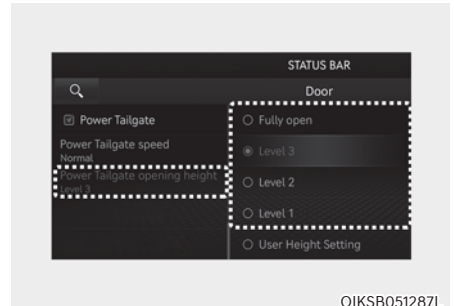 STATUS BAR
Door
Power Tailgate
Power Tailgate speed
Normal
Power Tailgate opening height
Level 3
Fully open
Level 3
Level 2
Level 1
User Height Setting
OIKSB051287L